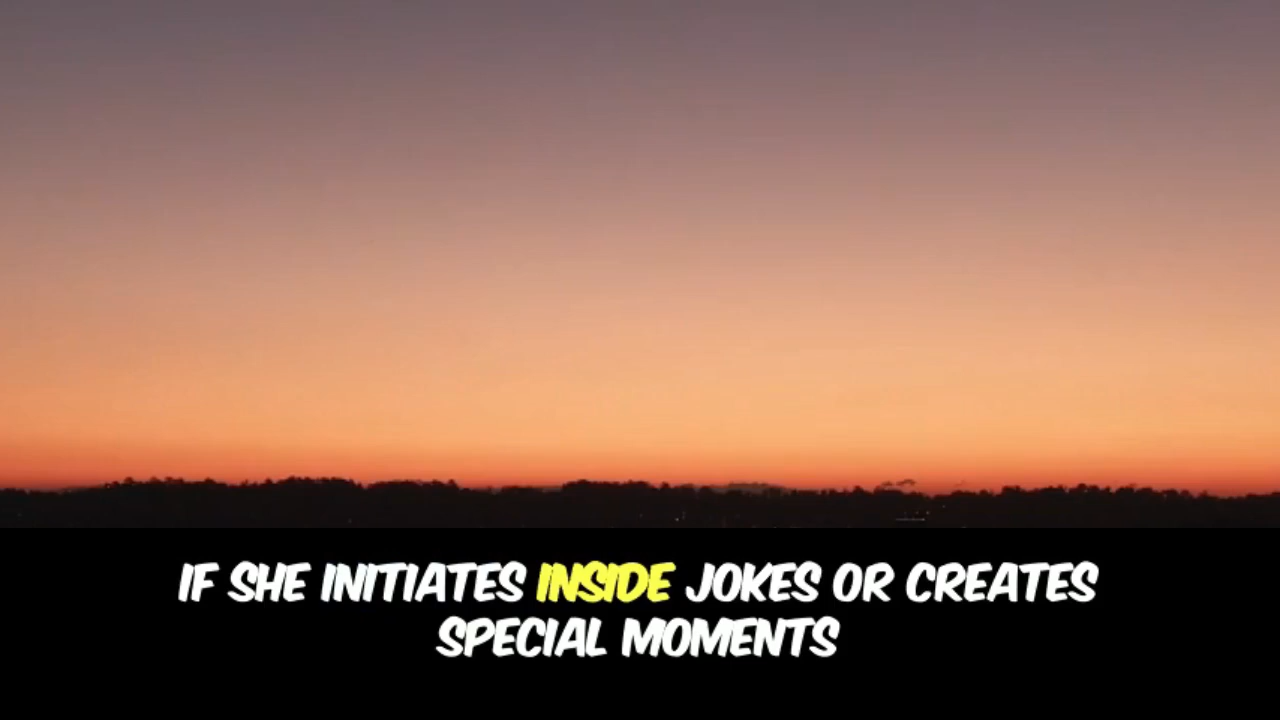 IF SHE INITIATES INSIDE JOKES OR CREATES
SPECIAL MOMENTS